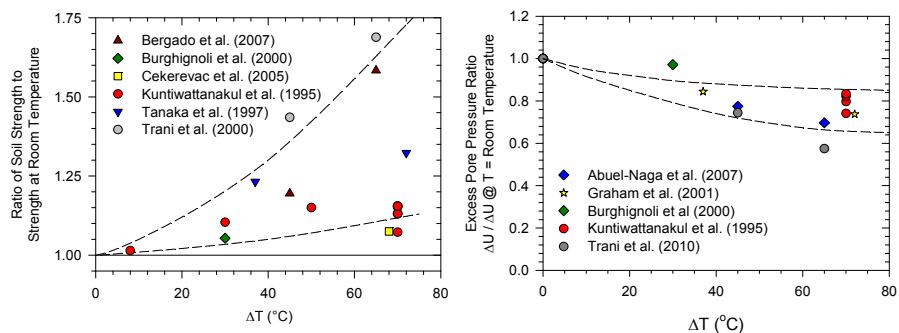 Ratio of Soil Strength to
Strength at Room Temperature
1.75
1.50
1.25
1.00
Bergado et al. (2007)
Burghignoli et al. (2000)
Cekerevac et al. (2005)
Kuntiwattanakul et al. (1995)
Tanaka et al. (1997)
Trani et al. (2000)
0 20 40 60 80
ΔT (°C)
Excess Pore Pressure Ratio
ΔU / ΔU @ T = Room Temperature
1.2
1.0
0.8
0.6
0.4
0.2
0.0
Abuel-Naga et al. (2007)
Graham et al. (2001)
Burghignoli et al (2000)
Kuntiwattanakul et al. (1995)
Trani et al. (2010)
0 20 40 60 80
ΔT (°C)